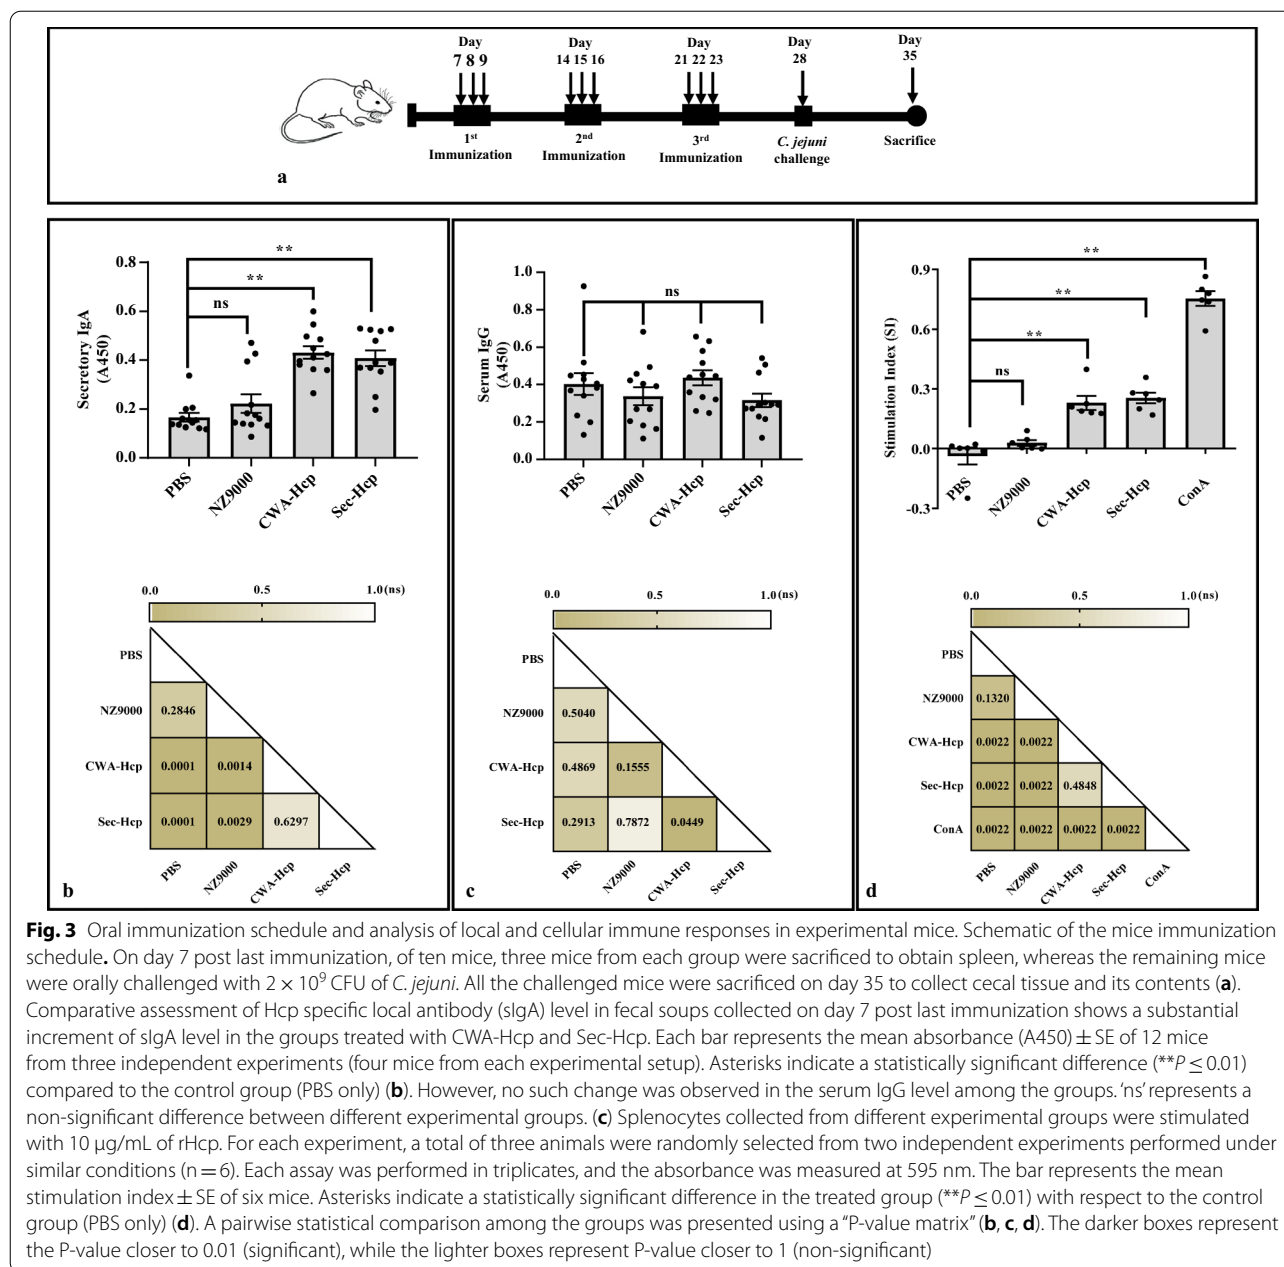 Day Day Day Day Day
7 8 9 14 15 16 21 22 23 28 35
1st 2nd 3rd C. jejuni Sacrifice
Immunization Immunization Immunization challenge
a
Secretory IgA
(A450)
0.8
0.6
0.4
0.2
0.0
**
**
ns
PBS
NZ9000
CWA-Hcp
Sec-Hcp
0.0 0.5 1.0(ns)
PBS
NZ9000 0.2846
CWA-Hcp 0.0001 0.0014
Sec-Hcp 0.0001 0.0029 0.6297
PBS NZ9000 CWA-Hcp Sec-Hcp
b
Serum IgG
(A450)
1.0
0.8
0.6
0.4
0.2
0.0
ns
PBS
NZ9000
CWA-Hcp
Sec-Hcp
0.0 0.5 1.0(ns)
PBS
NZ9000 0.5040
CWA-Hcp 0.4869 0.1555
Sec-Hcp 0.2913 0.7872 0.0449
PBS NZ9000 CWA-Hcp Sec-Hcp
c
Stimulation Index (SI)
0.9
0.6
0.3
0.0
-0.3
**
**
**
ns
PBS
NZ9000
CWA-Hcp
Sec-Hcp
ConA
0.0 0.5 1.0(ns)
PBS
NZ9000 0.1320
CWA-Hcp 0.0022 0.0022
Sec-Hcp 0.0022 0.0022 0.4848
ConA 0.0022 0.0022 0.0022 0.0022
PBS NZ9000 CWA-Hcp Sec-Hcp ConA
d
Fig. 3 Oral immunization schedule and analysis of local and cellular immune responses in experimental mice. Schematic of the mice immunization
schedule. On day 7 post last immunization, of ten mice, three mice from each group were sacrificed to obtain spleen, whereas the remaining mice
were orally challenged with 2 × 10⁹ CFU of C. jejuni. All the challenged mice were sacrificed on day 35 to collect cecal tissue and its contents (a).
Comparative assessment of Hcp specific local antibody (sIgA) level in fecal soups collected on day 7 post last immunization shows a substantial
increment of sIgA level in the groups treated with CWA-Hcp and Sec-Hcp. Each bar represents the mean absorbance (A450) ± SE of 12 mice
from three independent experiments (four mice from each experimental setup). Asterisks indicate a statistically significant difference (**P ≤ 0.01)
compared to the control group (PBS only) (b). However, no such change was observed in the serum IgG level among the groups. ‘ns’ represents a
non-significant difference between different experimental groups. (c) Splenocytes collected from different experimental groups were stimulated
with 10 µg/mL of rHcp. For each experiment, a total of three animals were randomly selected from two independent experiments performed under
similar conditions (n = 6). Each assay was performed in triplicates, and the absorbance was measured at 595 nm. The bar represents the mean
stimulation index ± SE of six mice. Asterisks indicate a statistically significant difference in the treated group (**P ≤ 0.01) with respect to the control
group (PBS only) (d). A pairwise statistical comparison among the groups was presented using a “P-value matrix” (b, c, d). The darker boxes represent
the P-value closer to 0.01 (significant), while the lighter boxes represent P-value closer to 1 (non-significant)